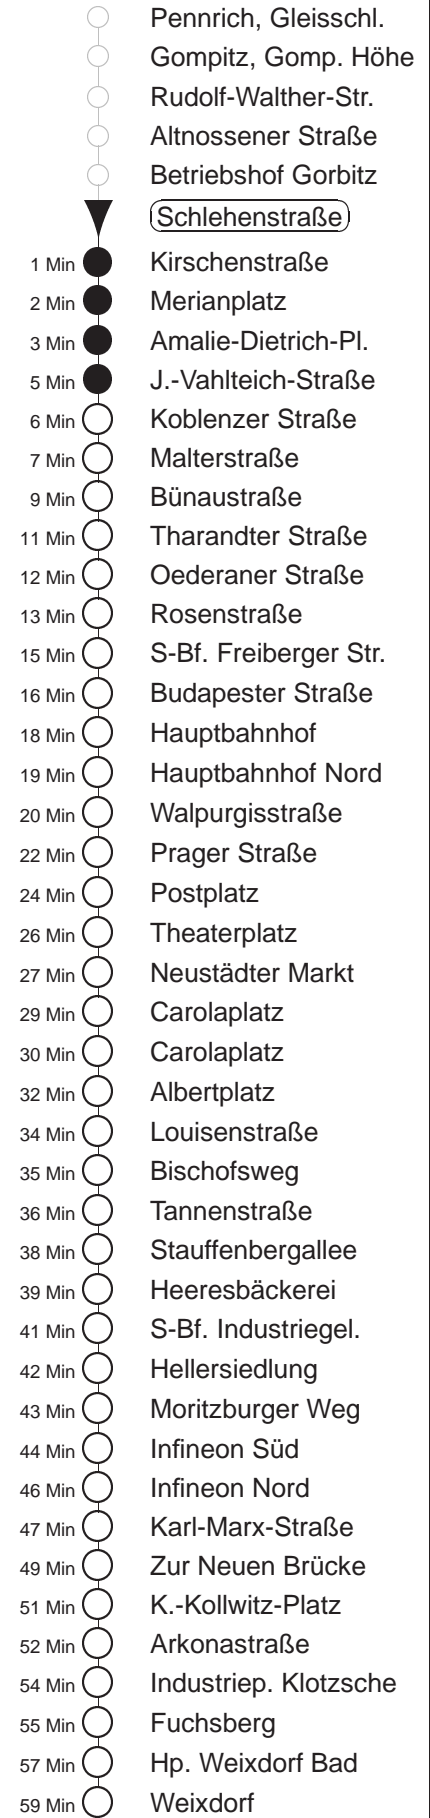 Pennrich, Gleisschl.
Gompitz, Gomp. Höhe
Rudolf-Walther-Str.
Altnossener Straße
Betriebshof Gorbitz
Schlehenstraße
1 Min Kirschenstraße
2 Min Merianplatz
3 Min Amalie-Dietrich-Pl.
5 Min J.-Vahlteich-Straße
6 Min Koblenzer Straße
7 Min Malterstraße
9 Min Bünaustraße
11 Min Tharandter Straße
12 Min Oederaner Straße
13 Min Rosenstraße
15 Min S-Bf. Freiberger Str.
16 Min Budapester Straße
18 Min Hauptbahnhof
19 Min Hauptbahnhof Nord
20 Min Walpurgisstraße
22 Min Prager Straße
24 Min Postplatz
26 Min Theaterplatz
27 Min Neustädter Markt
29 Min Carolaplatz
30 Min Carolaplatz
32 Min Albertplatz
34 Min Louisenstraße
35 Min Bischofsweg
36 Min Tannenstraße
38 Min Stauffenbergallee
39 Min Heeresbäckerei
41 Min S-Bf. Industriegel.
42 Min Hellersiedlung
43 Min Moritzburger Weg
44 Min Infineon Süd
46 Min Infineon Nord
47 Min Karl-Marx-Straße
49 Min Zur Neuen Brücke
51 Min K.-Kollwitz-Platz
52 Min Arkonastraße
54 Min Industriep. Klotzsche
55 Min Fuchsberg
57 Min Hp. Weixdorf Bad
59 Min Weixdorf